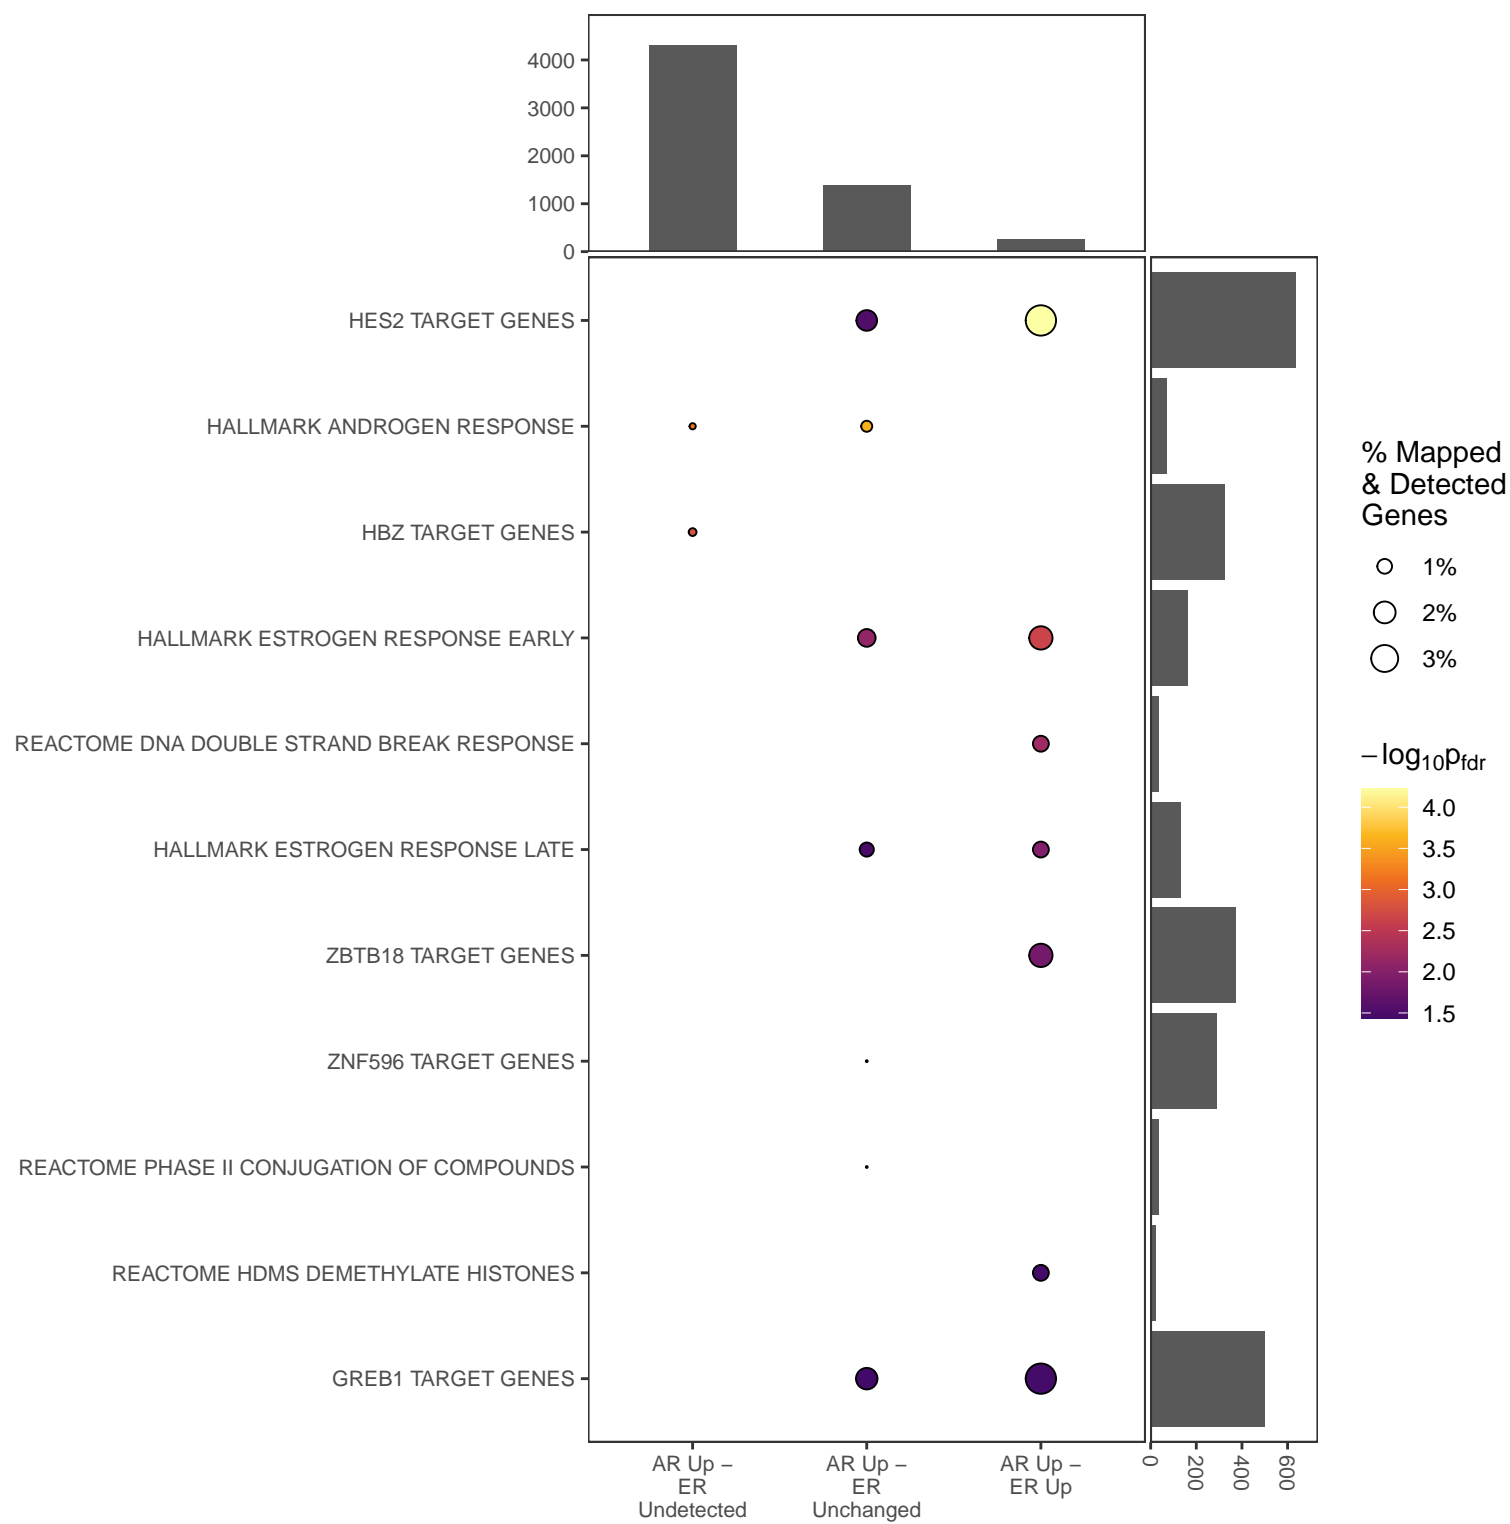 4000
3000
2000
1000
0
HES2 TARGET GENES
HALLMARK ANDROGEN RESPONSE
HBZ TARGET GENES
HALLMARK ESTROGEN RESPONSE EARLY
REACTOME DNA DOUBLE STRAND BREAK RESPONSE
HALLMARK ESTROGEN RESPONSE LATE
ZBTB18 TARGET GENES
ZNF596 TARGET GENES
REACTOME PHASE II CONJUGATION OF COMPOUNDS
REACTOME HDMS DEMETHYLATE HISTONES
GREB1 TARGET GENES
AR Up –
ER
Undetected
AR Up –
ER
Unchanged
AR Up –
ER Up
0
200
400
600
% Mapped
& Detected
Genes
1%
2%
3%
−log10pfdr
4.0
3.5
3.0
2.5
2.0
1.5